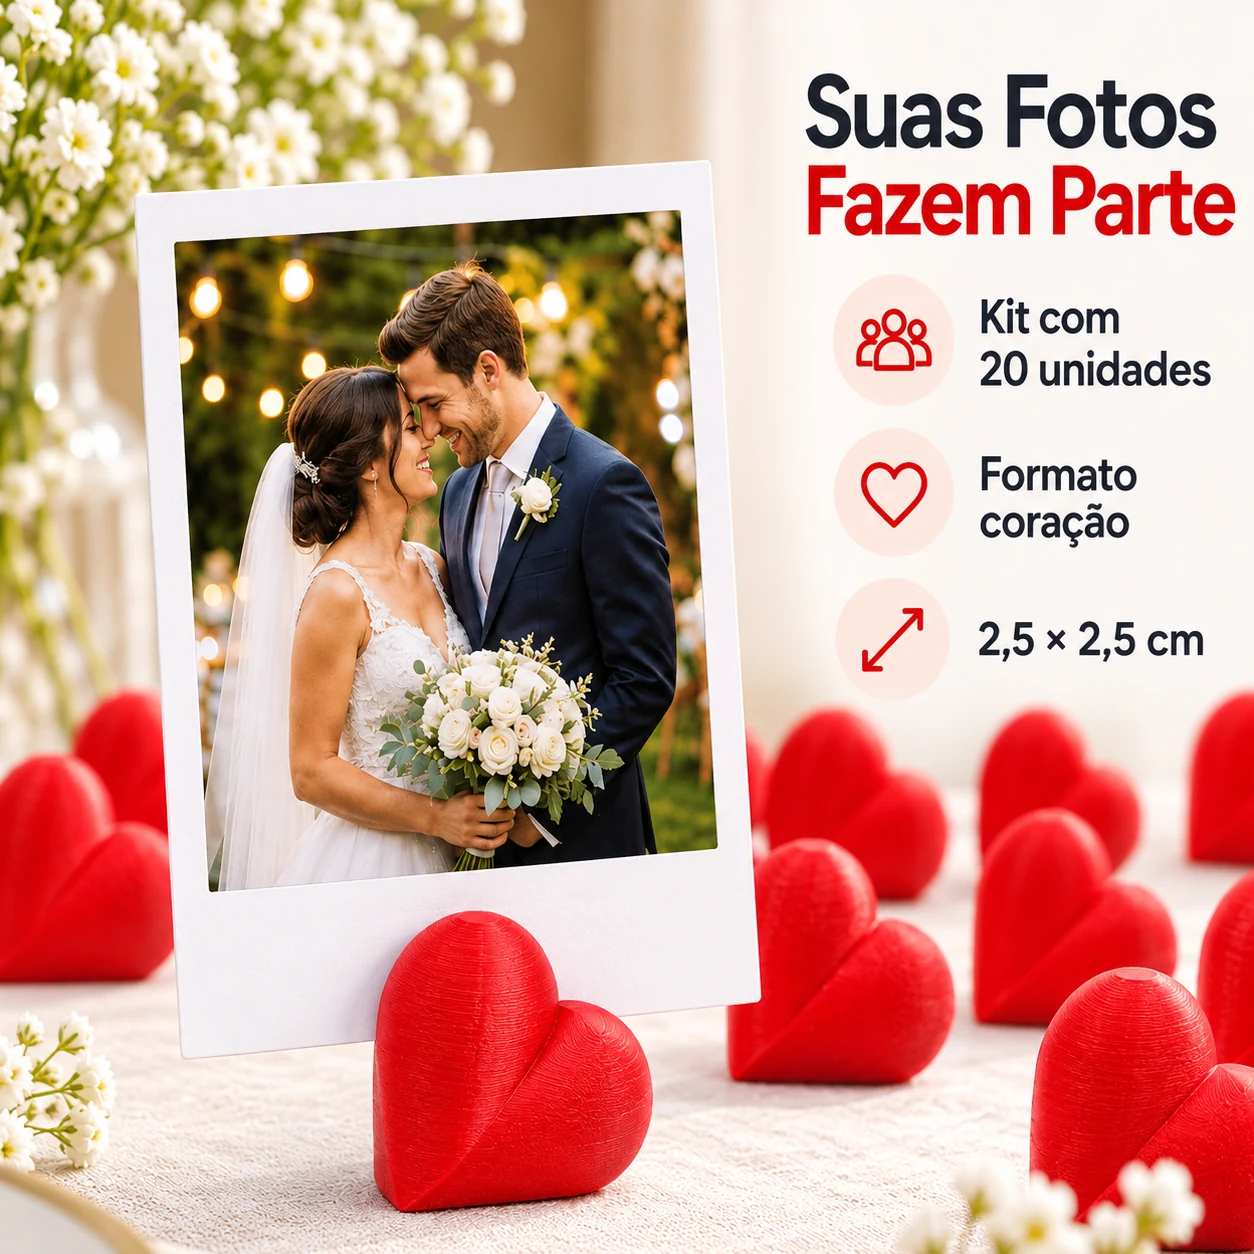 Suas Fotos
Fazem Parte
Kit com
20 unidades
Formato
coração
2,5 × 2,5 cm